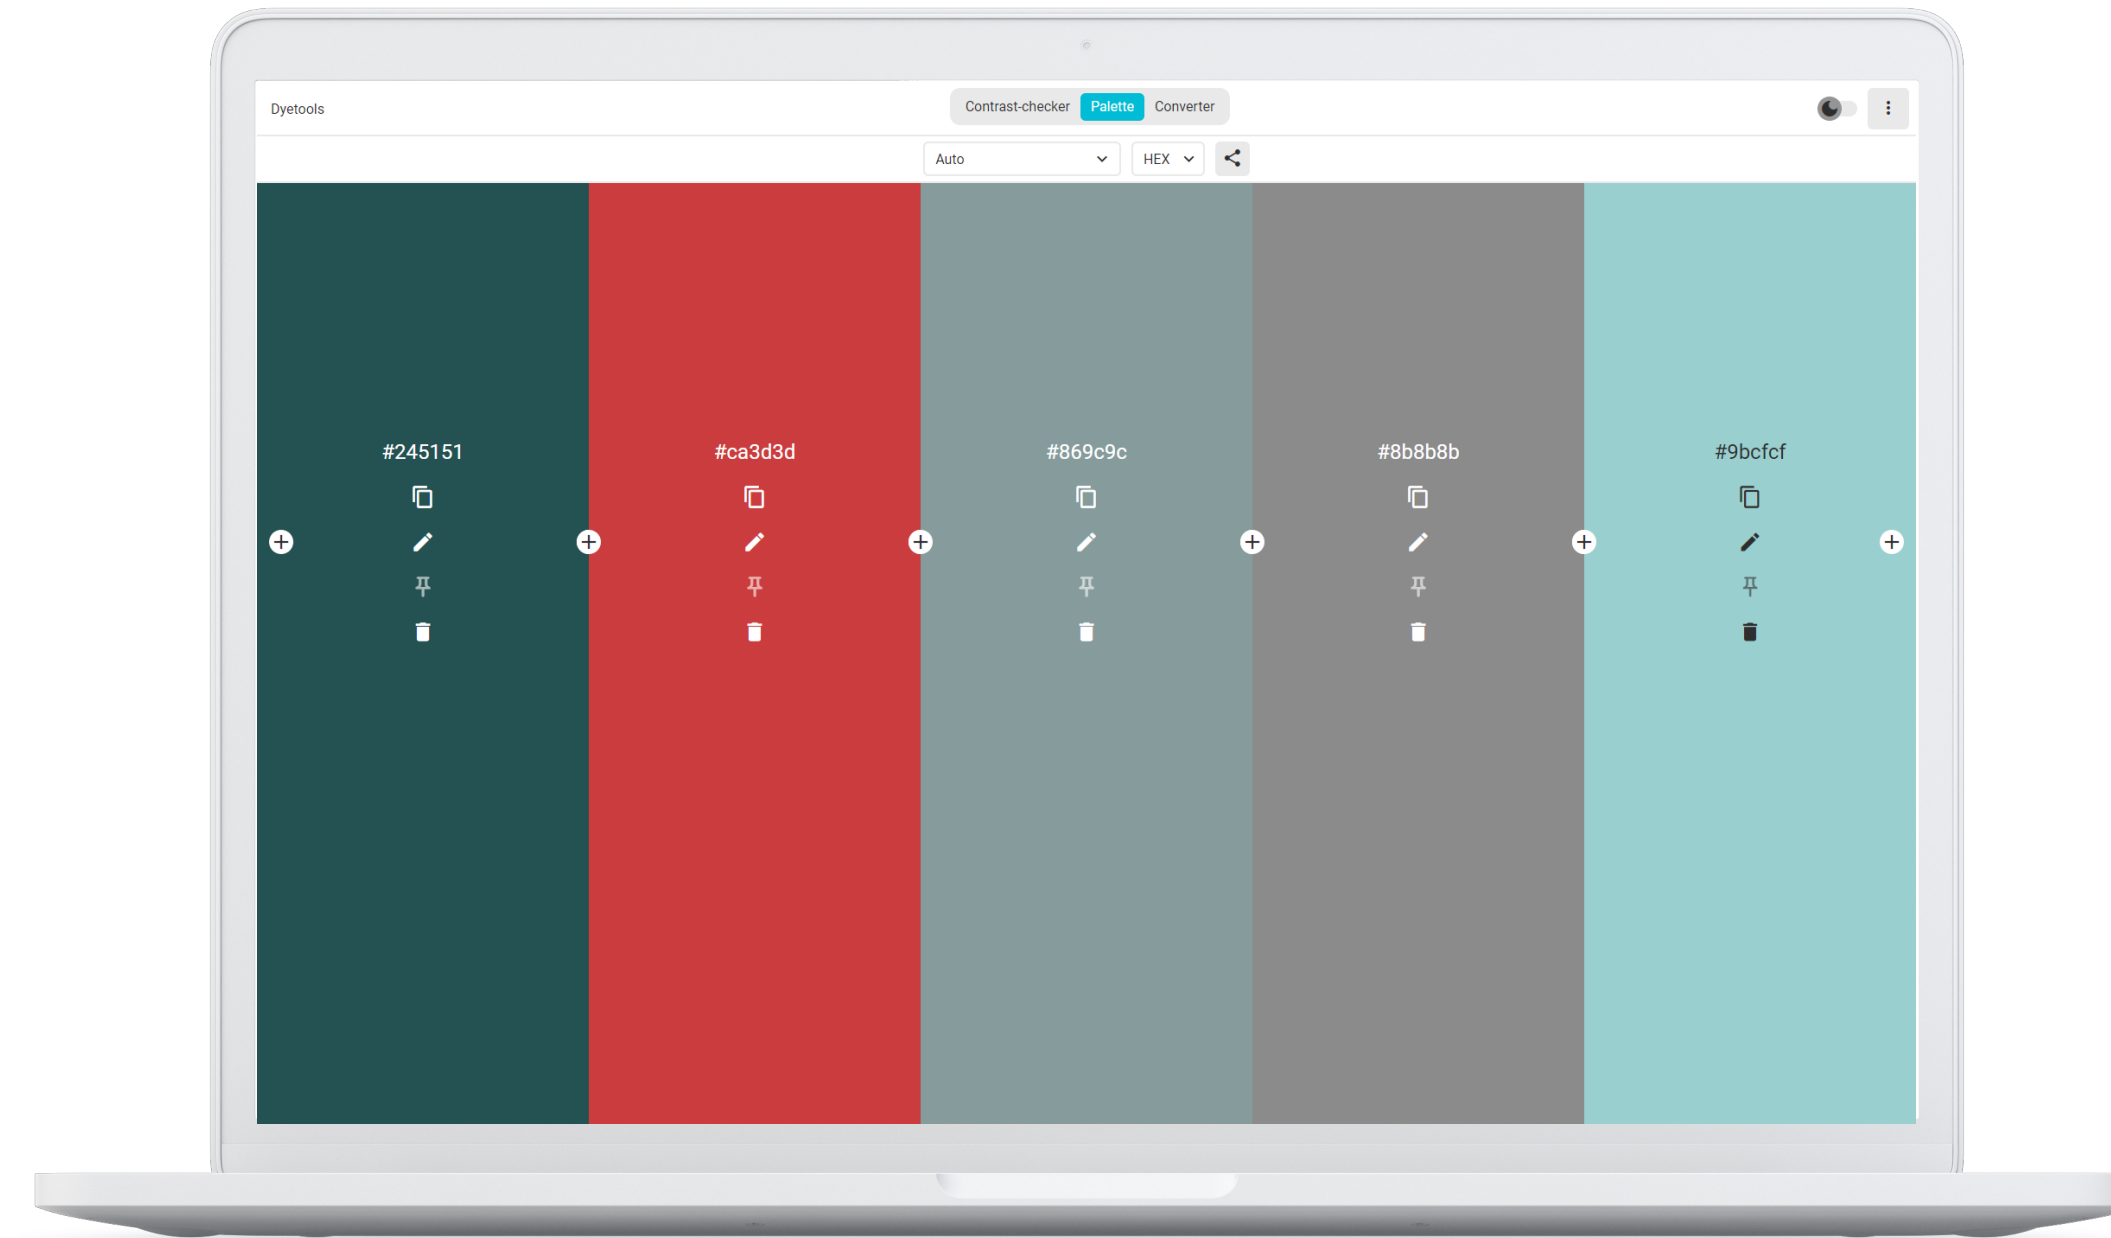 Dyetools
Contrast-checker Palette Converter
Auto HEX
#245151 #ca3d3d #869c9c #8b8b8b #9bcfcf